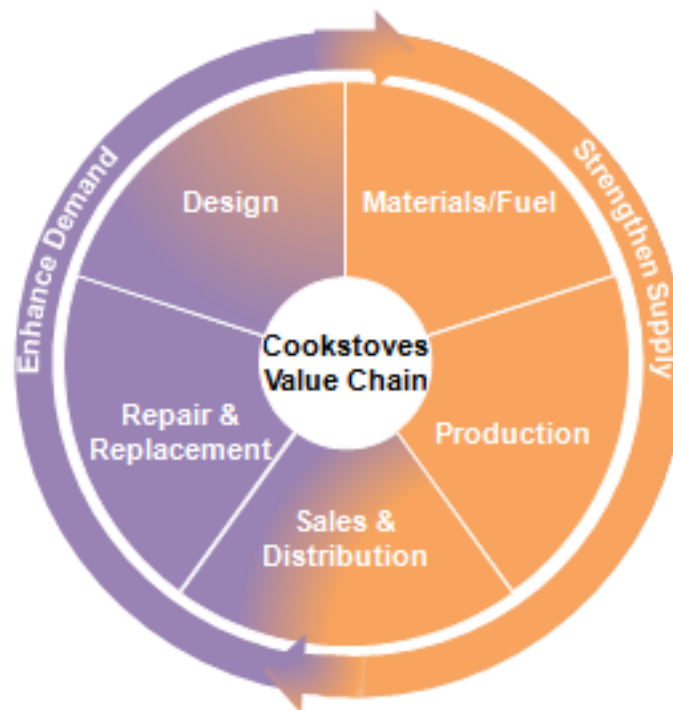 Enhance Demand
Strengthen Supply
Design
Materials/Fuel
Cookstoves
Value Chain
Repair &
Replacement
Production
Sales &
Distribution